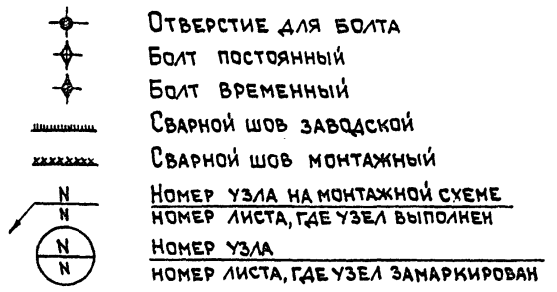 Отверстие для болта
Болт постоянный
Болт временный
Сварной шов заводской
Сварной шов монтажный
N Номер узла на монтажной схеме
N номер листа, где узел выполнен
N Номер узла
N номер листа, где узел замаркирован